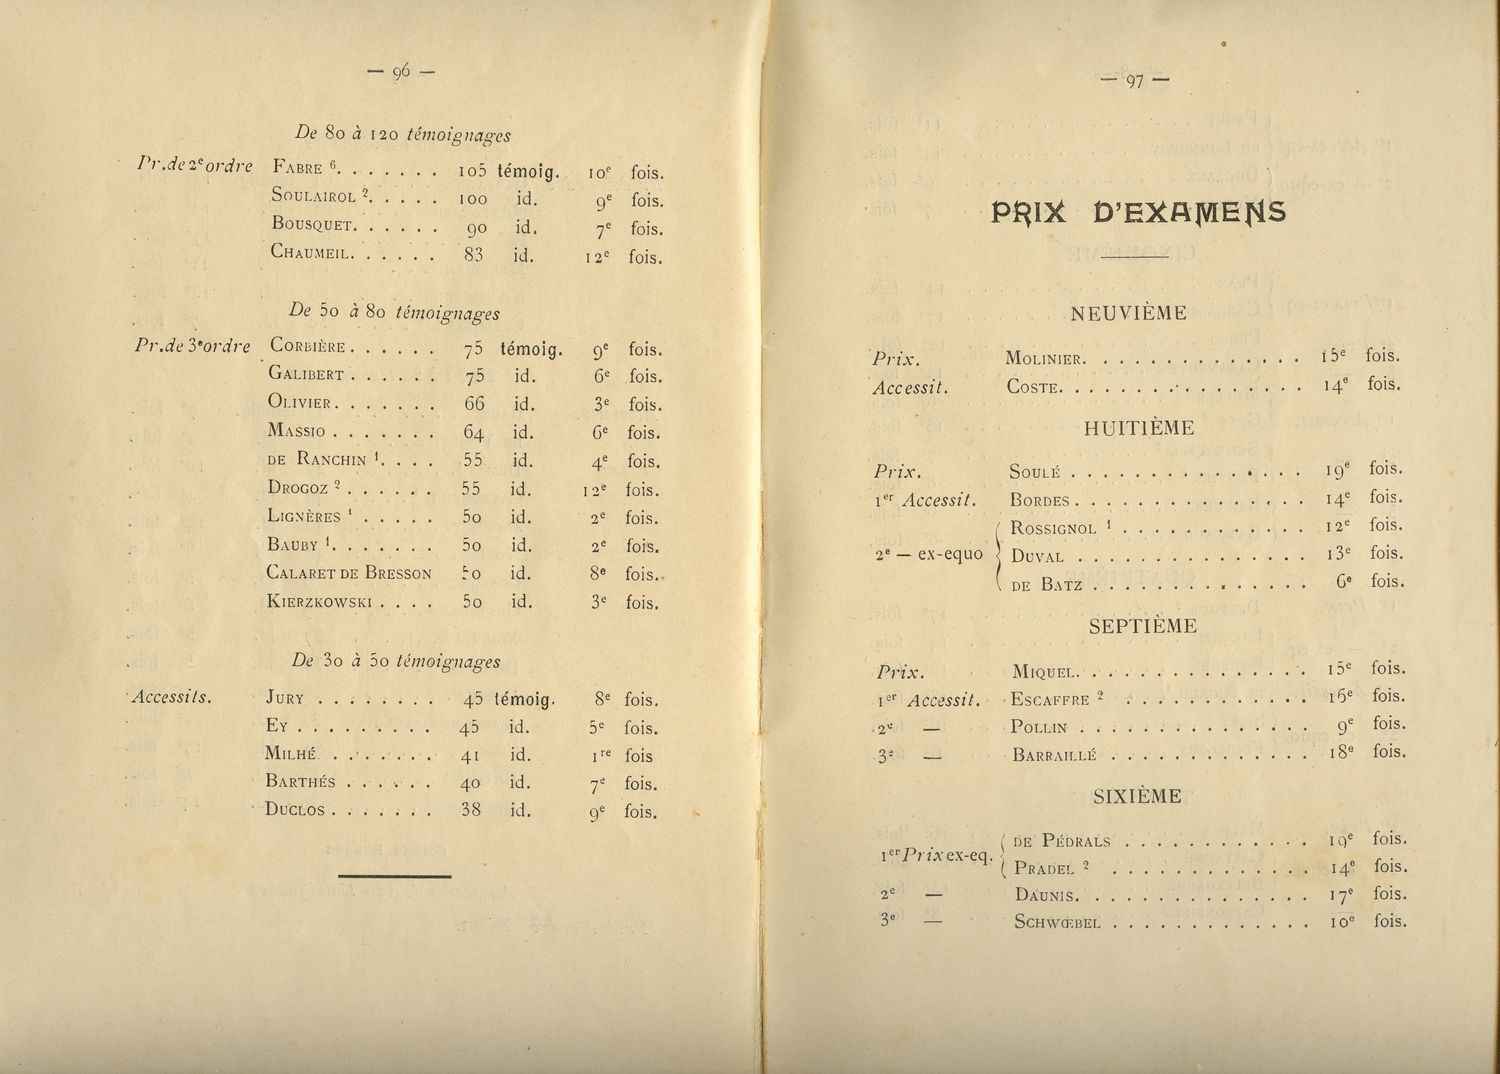 — 96 —
De 80 à 120 témoignages
Pr. de 2e ordre FABRE 6. . . . . . . 105 témoig. 10e fois.
SOULAIROL 2. . . . . 100 id. 9e fois.
BOUSQUET. . . . . . 90 id. 7e fois.
CHAUMEIL. . . . . . 83 id. 12e fois.
De 50 à 80 témoignages
Pr. de 3e ordre CORBIÈRE . . . . . . 75 témoig. 9e fois.
GALIBERT . . . . . . 75 id. 6e fois.
OLIVIER. . . . . . . 66 id. 3e fois.
MASSIO . . . . . . . 64 id. 6e fois.
DE RANCHIN 1. . . . 55 id. 4e fois.
DROGOZ 2 . . . . . . 55 id. 12e fois.
LIGNÈRES 1 . . . . . 50 id. 2e fois.
BAUBY 1. . . . . . . 50 id. 2e fois.
CALARET DE BRESSON 50 id. 8e fois.
KIERZKOWSKI . . . . 50 id. 3e fois.
De 30 à 50 témoignages
Accessits. JURY . . . . . . . . 45 témoig. 8e fois.
EY . . . . . . . . . 45 id. 5e fois.
MILHÉ . . . . . . . 41 id. 1re fois
BARTHÉS . . . . . . 40 id. 7e fois.
DUCLOS . . . . . . . 38 id. 9e fois.
— 97 —
PRIX D'EXAMENS
NEUVIÈME
Prix. MOLINIER. . . . . . . . . . . . . . 15e fois.
Accessit. COSTE. . . . . . . . . . . . . . . . 14e fois.
HUITIÈME
Prix. SOULÉ . . . . . . . . . . . . . . . 19e fois.
1er Accessit. BORDES . . . . . . . . . . . . . . . 14e fois.
ROSSIGNOL 1 . . . . . . . . . . . . 12e fois.
2e — ex-equo DUVAL . . . . . . . . . . . . . . . 13e fois.
DE BATZ . . . . . . . . . . . . . . 6e fois.
SEPTIÈME
Prix. MIQUEL. . . . . . . . . . . . . . . 15e fois.
1er Accessit. ESCAFFRE 2 . . . . . . . . . . . . 16e fois.
2e — POLLIN . . . . . . . . . . . . . . . 9e fois.
3e — BARRAILLÉ . . . . . . . . . . . . . 18e fois.
SIXIÈME
DE PÉDRALS . . . . . . . . . . . . 19e fois.
1er Prix ex-eq.
PRADEL 2 . . . . . . . . . . . . . 14e fois.
2e — DAUNIS. . . . . . . . . . . . . . . 17e fois.
3e — SCHWŒBEL . . . . . . . . . . . . . 10e fois.